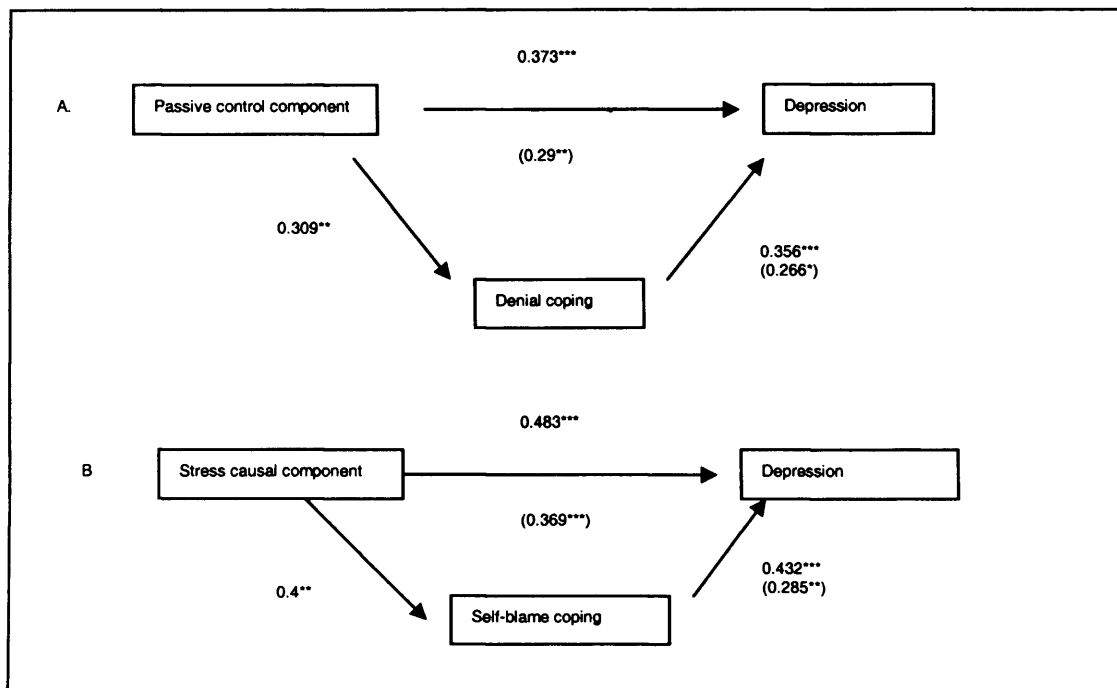 0.373***
A.
Passive control component
Depression
(0.29**)
0.309**
0.356***
(0.266*)
Denial coping
0.483***
B
Stress causal component
Depression
(0.369***)
0.4**
0.432***
(0.285**)
Self-blame coping